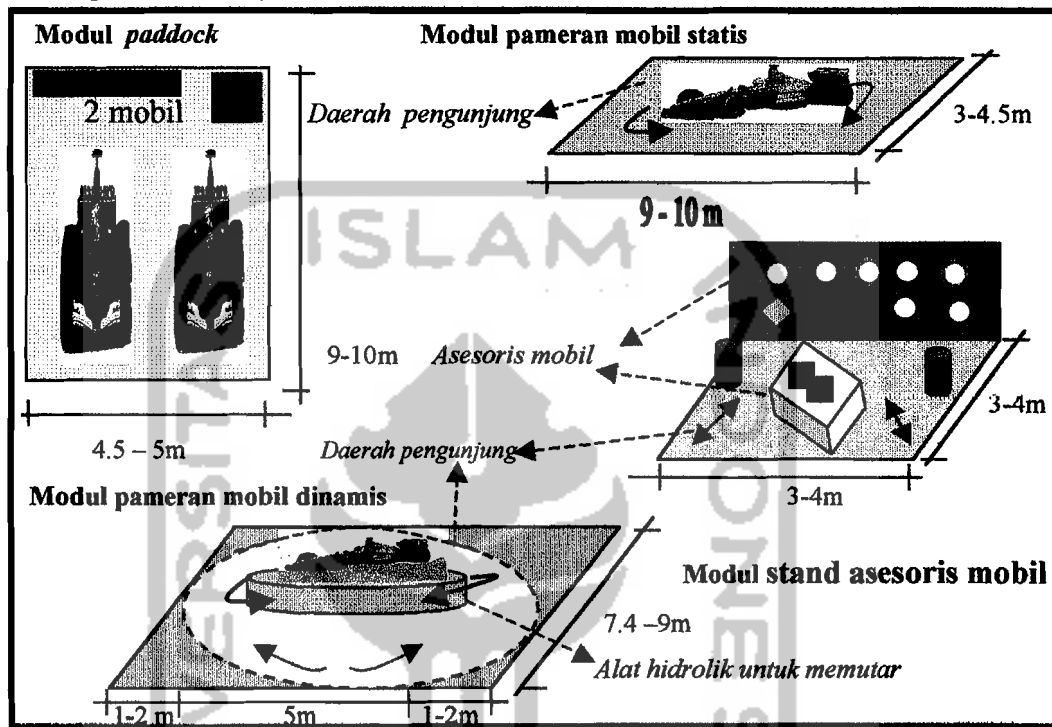 Modul paddock
2 mobil
9-10m
4.5 – 5m
Modul pameran mobil statis
Daerah pengunjung
3-4.5m
9-10m
Asesoris mobil
Daerah pengunjung
3-4m
3-4m
Modul stand asesoris mobil
Modul pameran mobil dinamis
7.4 –9m
Alat hidrolik untuk memutar
1-2 m
5m
1-2m
ISLAM